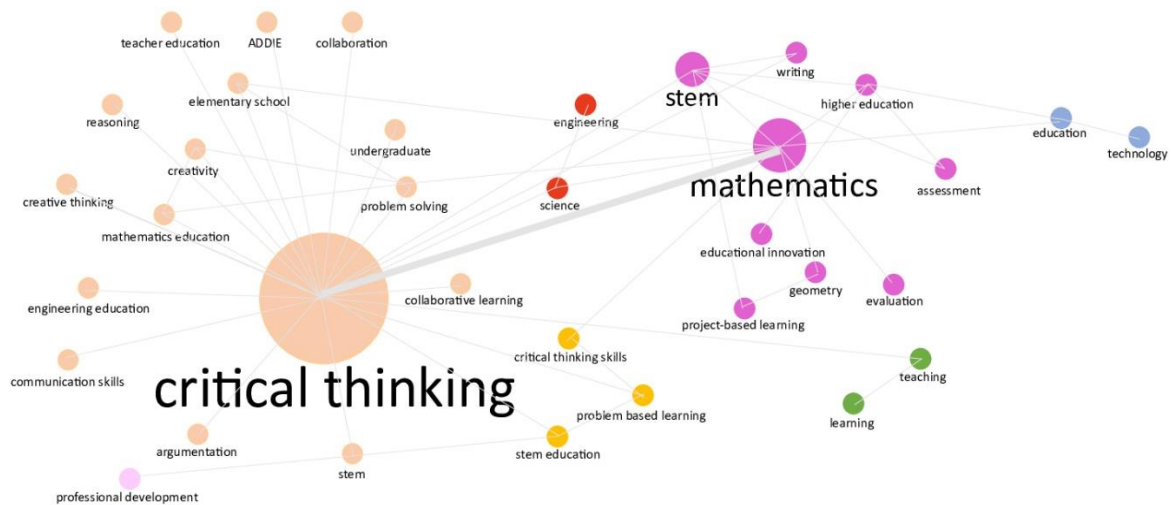 teacher education
ADDIE
collaboration
writing
stem
elementary school
higher education
reasoning
engineering
education
undergraduate
technology
creativity
mathematics
assessment
creative thinking
problem solving
science
mathematics education
educational innovation
geometry
engineering education
collaborative learning
evaluation
project-based learning
critical thinking skills
teaching
communication skills
critical thinking
problem based learning
learning
argumentation
stem education
stem
professional development